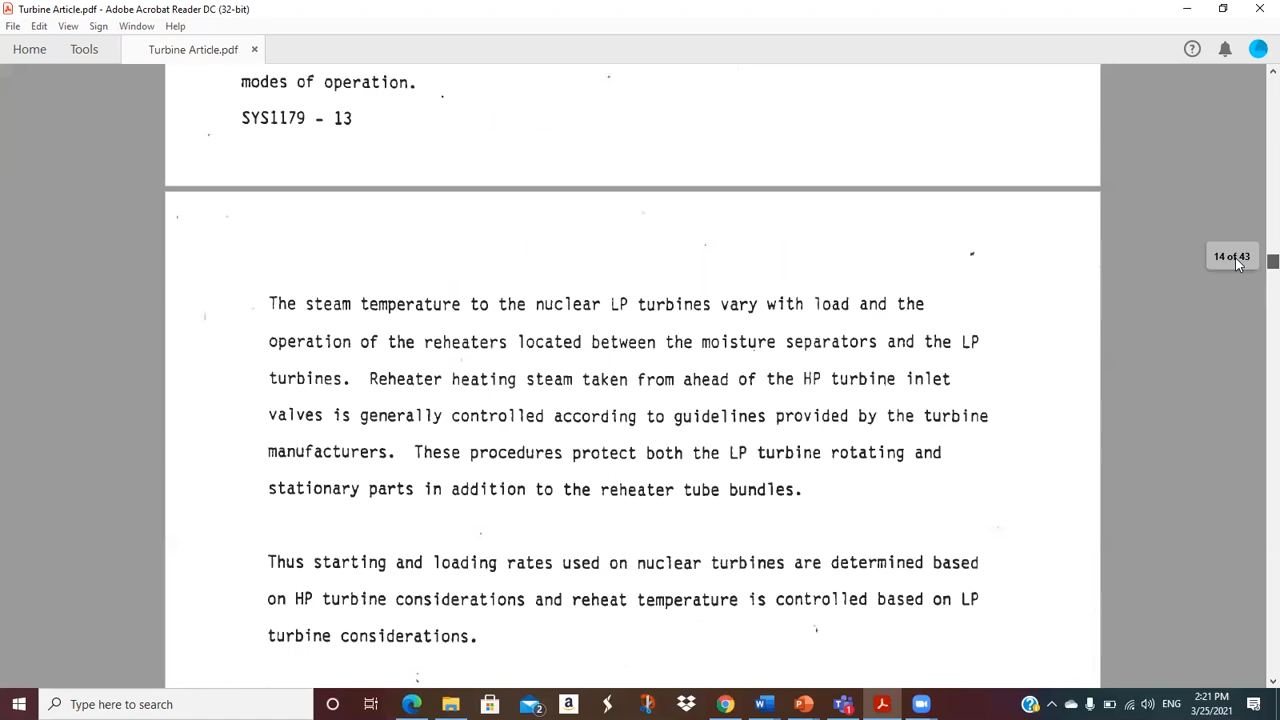 Turbine Article.pdf - Adobe Acrobat Reader DC (32-bit)
File Edit View Sign Window Help
Home Tools Turbine Article.pdf ×
modes of operation.
SYS1179 - 13
14 of 43
The steam temperature to the nuclear LP turbines vary with load and the
operation of the reheaters located between the moisture separators and the LP
turbines. Reheater heating steam taken from ahead of the HP turbine inlet
valves is generally controlled according to guidelines provided by the turbine
manufacturers. These procedures protect both the LP turbine rotating and
stationary parts in addition to the reheater tube bundles.
Thus starting and loading rates used on nuclear turbines are determined based
on HP turbine considerations and reheat temperature is controlled based on LP
turbine considerations.
Type here to search
2:21 PM
3/25/2021